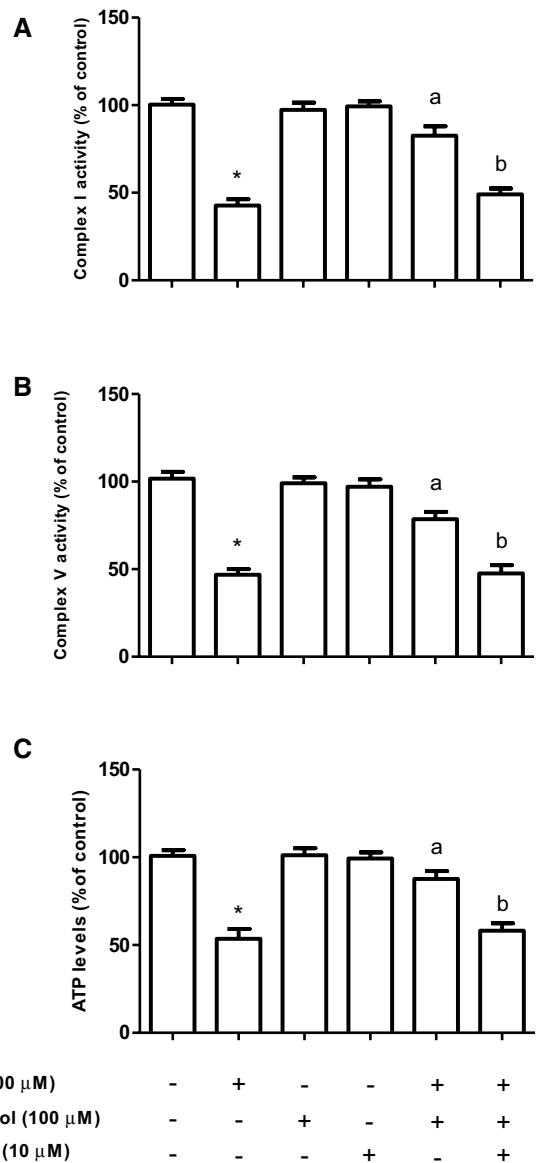 A
Complex I activity (% of control)
150
100
50
0
*
a
b
B
Complex V activity (% of control)
150
100
50
0
*
a
b
C
ATP levels (% of control)
150
100
50
0
*
a
b
00 μM) - + - - + +
ol (100 μM) - - + - + +
(10 μM) - - - + - +